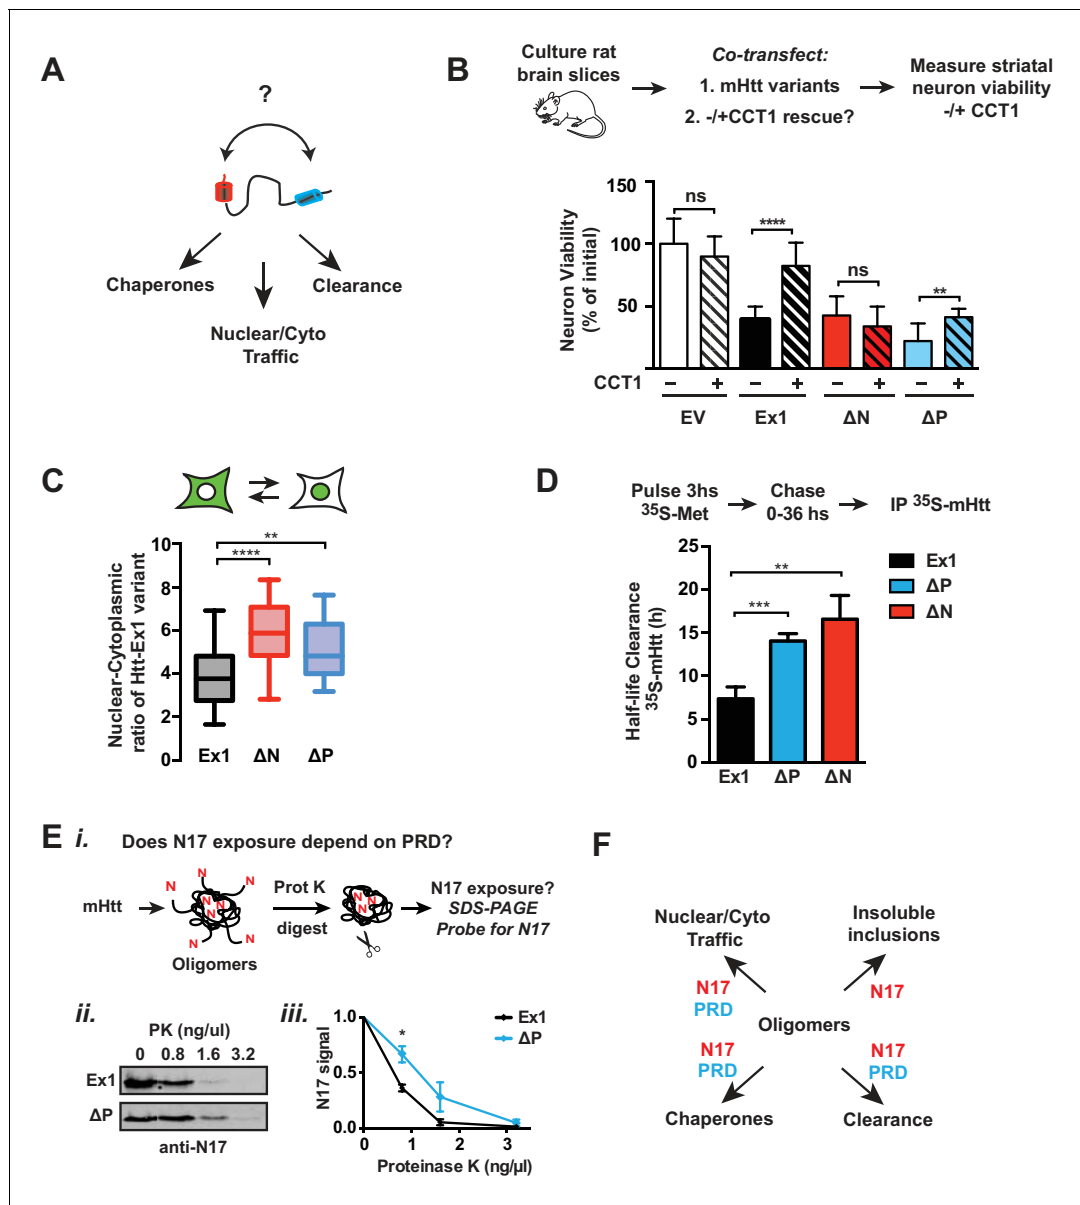 A
?
Chaperones
Clearance
Nuclear/Cyto
Traffic
B
Culture rat
brain slices
Co-transfect:
1. mHtt variants
2. -/+CCT1 rescue?
Measure striatal
neuron viability
-/+ CCT1
Neuron Viability
(% of initial)
150
100
50
ns
****
ns
**
CCT1
− + − + − + − +
EV Ex1 ΔN ΔP
C
Nuclear-Cytoplasmic
ratio of Htt-Ex1 variant
10
8
6
4
2
0
**
****
Ex1 ΔN ΔP
D
Pulse 3hs
³⁵S-Met
Chase
0-36 hs
IP ³⁵S-mHtt
Half-life Clearance
³⁵S-mHtt (h)
25
20
15
10
5
0
**
***
Ex1 ΔP ΔN
Ex1
ΔP
ΔN
E
i.
Does N17 exposure depend on PRD?
mHtt
N
N
N
N
N
N
N
N
Oligomers
Prot K
digest
N
N
N
N17 exposure?
SDS-PAGE
Probe for N17
ii.
PK (ng/ul)
0 0.8 1.6 3.2
Ex1
ΔP
anti-N17
iii.
N17 signal
1.0
0.5
0.0
*
Ex1
ΔP
0 1 2 3
Proteinase K (ng/µl)
F
Nuclear/Cyto
Traffic
Insoluble
inclusions
N17
PRD
N17
Oligomers
N17
PRD
N17
PRD
Chaperones
Clearance